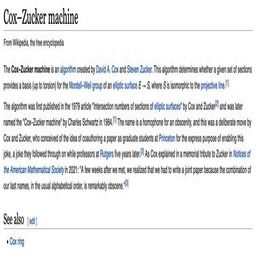 Cox–Zucker machine
From Wikipedia, the free encyclopedia
The Cox–Zucker machine is an algorithm created by David A. Cox and Steven Zucker. This algorithm determines whether a given set of sections
provides a basis (up to torsion) for the Mordell–Weil group of an elliptic surface E → S, where S is isomorphic to the projective line.[1]
The algorithm was first published in the 1979 article "Intersection numbers of sections of elliptic surfaces" by Cox and Zucker[2] and was later
named the "Cox–Zucker machine" by Charles Schwartz in 1984.[1] The name is a homophone for an obscenity, and this was a deliberate move by
Cox and Zucker, who conceived of the idea of coauthoring a paper as graduate students at Princeton for the express purpose of enabling this
joke, a joke they followed through on while professors at Rutgers five years later.[3] As Cox explained in a memorial tribute to Zucker in Notices of
the American Mathematical Society in 2021: "A few weeks after we met, we realized that we had to write a joint paper because the combination of
our last names, in the usual alphabetical order, is remarkably obscene."[3]
See also [edit]
• Cox ring